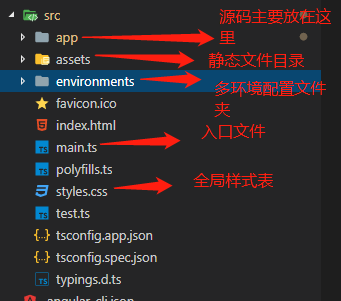 src
源码主要放在这里
app
assets
静态文件目录
environments
多环境配置文件夹
favicon.ico
index.html
入口文件
main.ts
polyfills.ts
styles.css
全局样式表
TS test.ts
{..} tsconfig.app.json
{..} tsconfig.spec.json
TS typings.d.ts
angular-cli.json